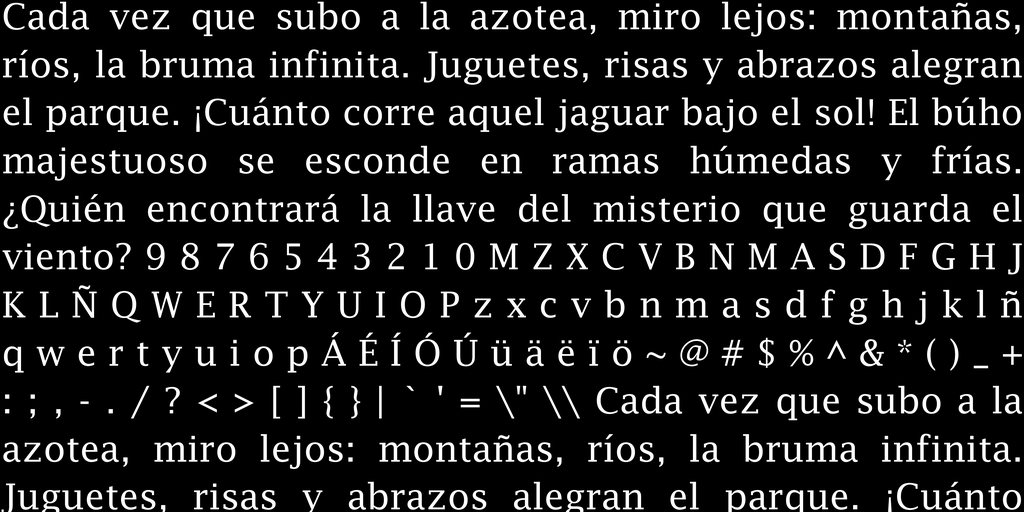 Cada vez que subo a la azotea, miro lejos: montañas,
ríos, la bruma infinita. Juguetes, risas y abrazos alegran
el parque. ¡Cuánto corre aquel jaguar bajo el sol! El búho
majestuoso se esconde en ramas húmedas y frías.
¿Quién encontrará la llave del misterio que guarda el
viento? 9 8 7 6 5 4 3 2 1 0 M Z X C V B N M A S D F G H J
K L Ñ Q W E R T Y U I O P z x c v b n m a s d f g h j k l ñ
q w e r t y u i o p Á É Í Ó Ú ü ä ë ï ö ~ @ # $ % ^ & * ( ) _ +
: ; , - . / ? < > [ ] { } | ` ' = \" \\ Cada vez que subo a la
azotea, miro lejos: montañas, ríos, la bruma infinita.
Juguetes, risas y abrazos alegran el parque. ¡Cuánto